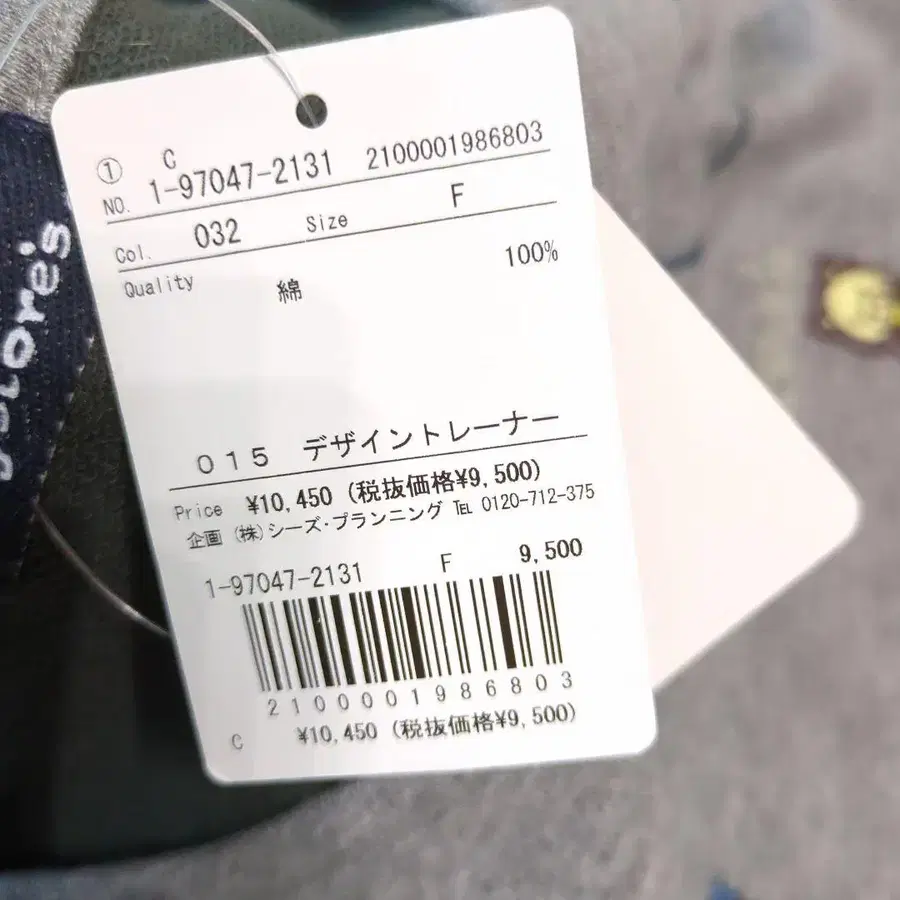 ① C
NO. 1-97047-2131 2100001986803
Col. 032 Size F
Quality 綿 100%
015 デザイントレーナー
Price ¥10,450 (税抜価格¥9,500)
企画 (株)シーズ・プランニング ℡ 0120-712-375
1-97047-2131 F 9,500
2100001986803
C ¥10,450 (税抜価格¥9,500)